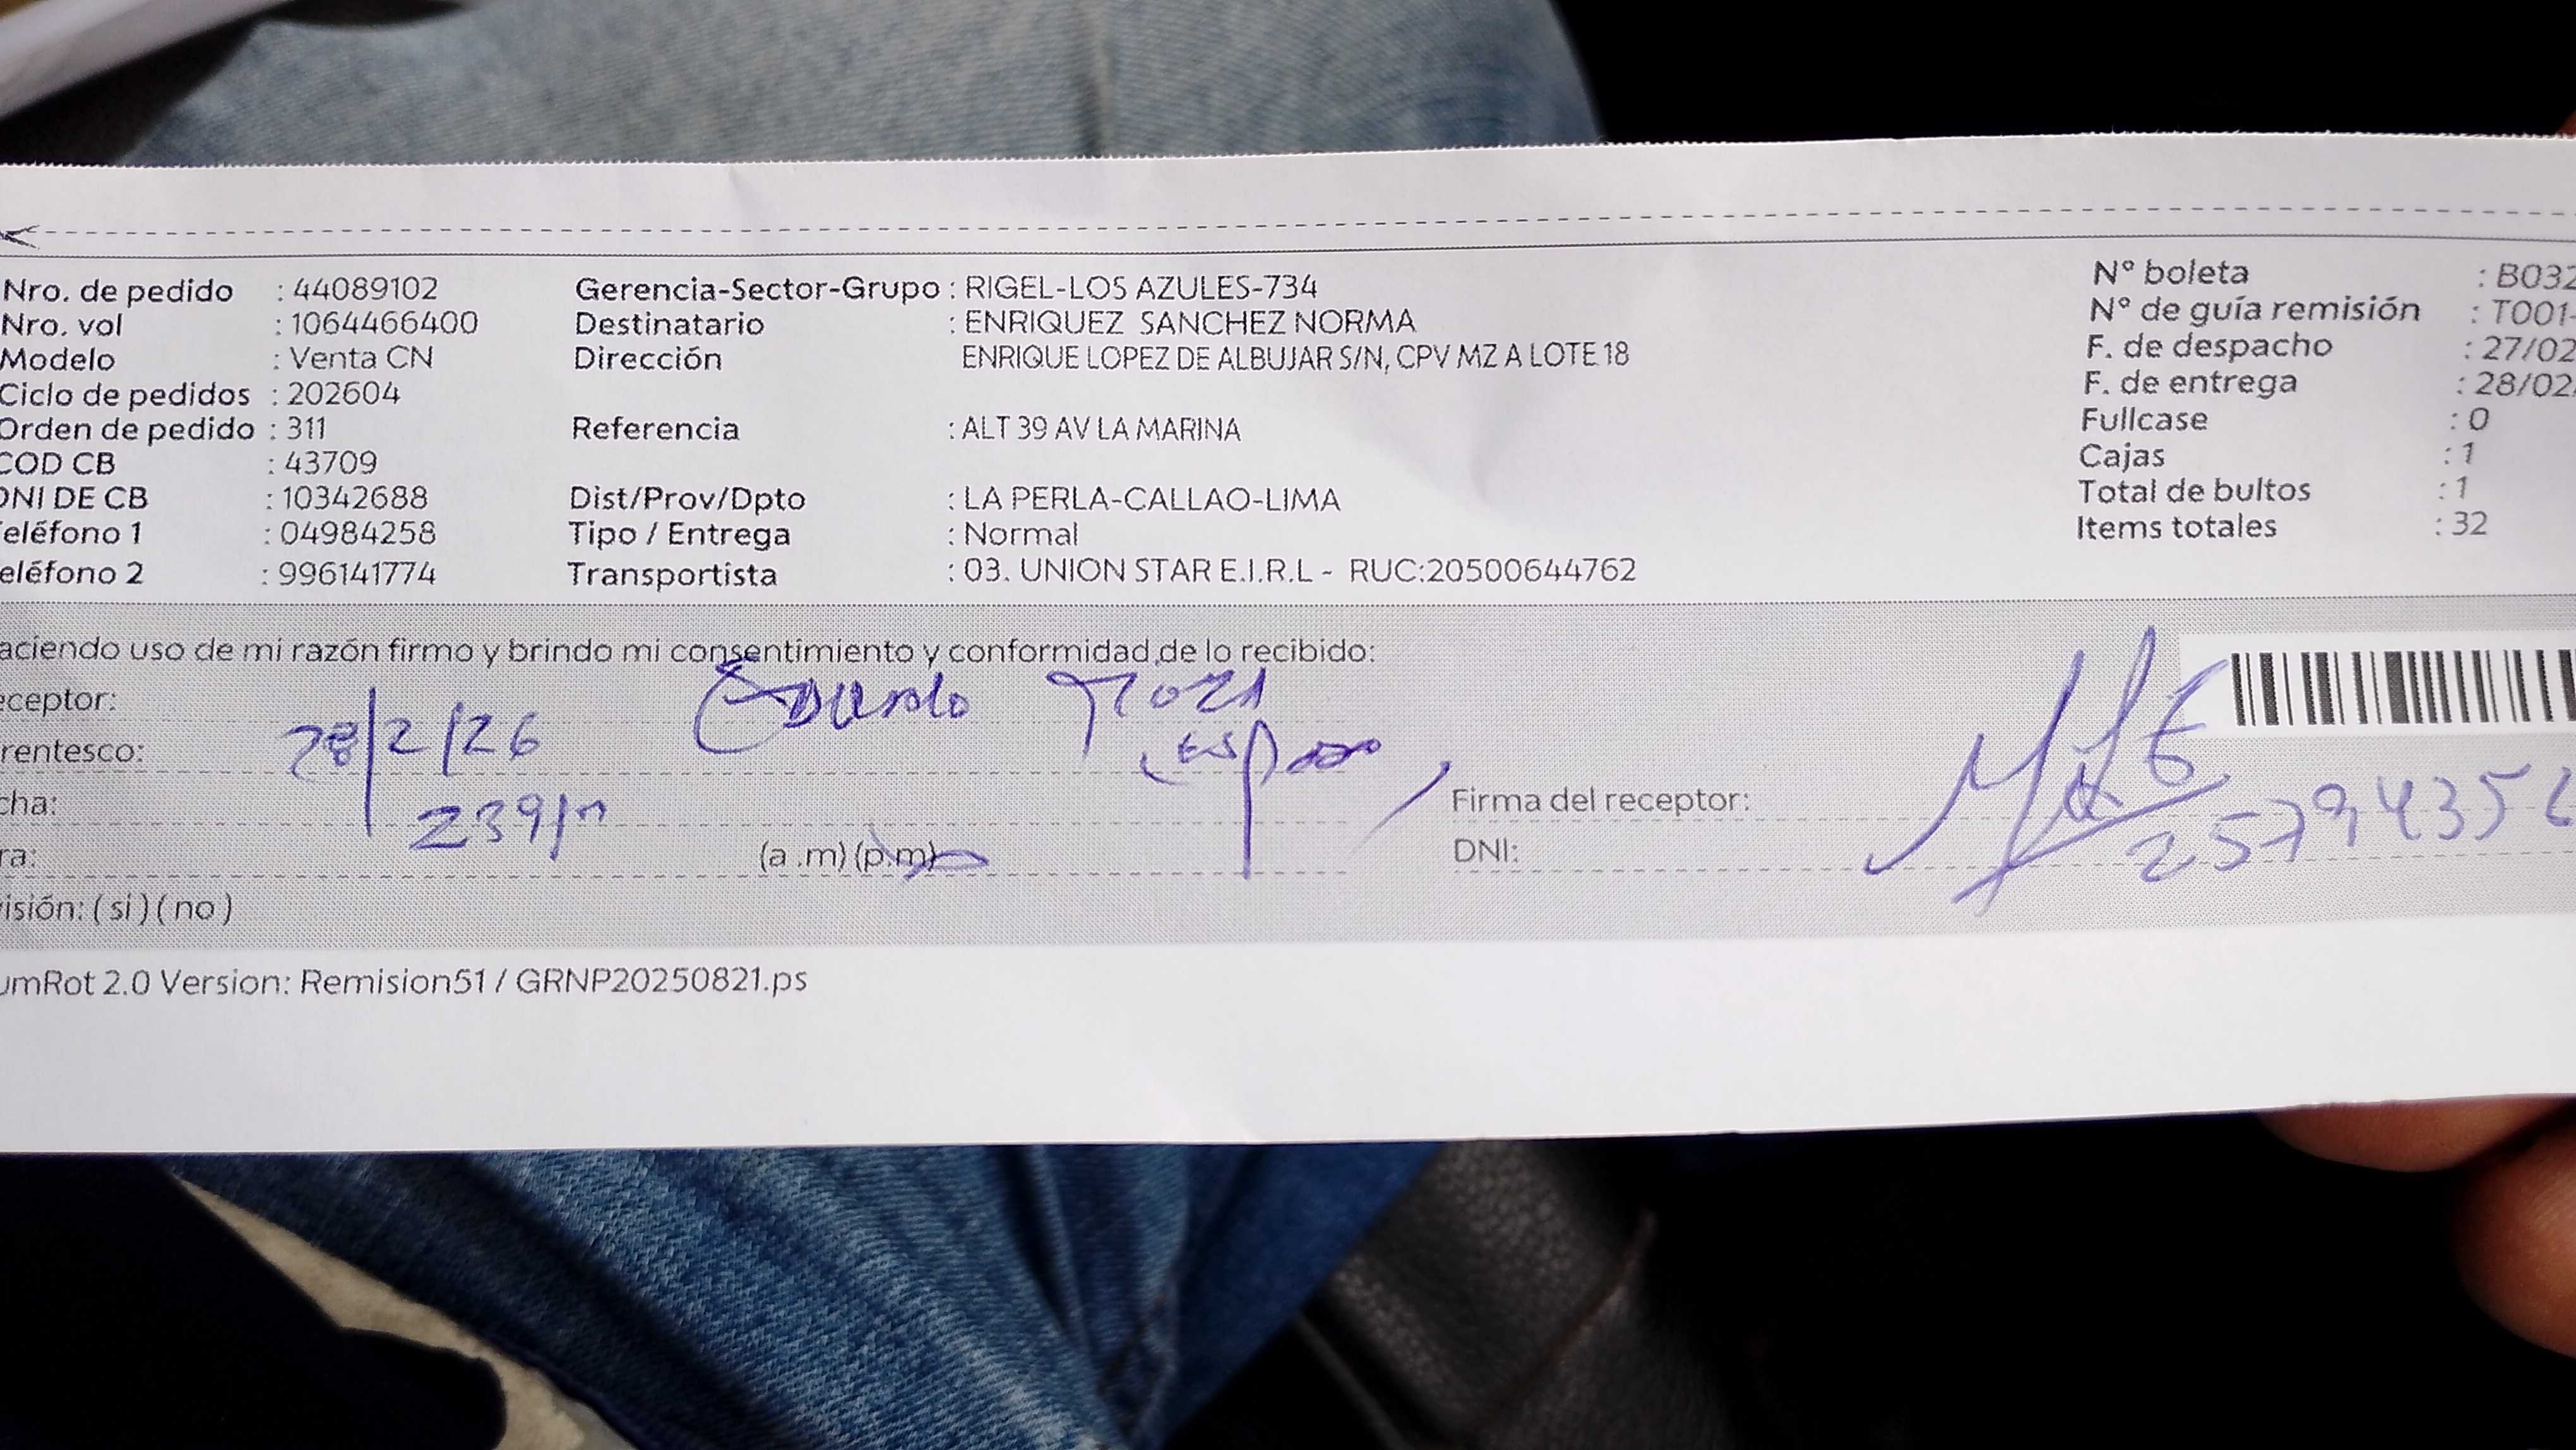 Nro. de pedido : 44089102 Gerencia-Sector-Grupo : RIGEL-LOS AZULES-734 N° boleta : B032
Nro. vol : 1064466400 Destinatario : ENRIQUEZ SANCHEZ NORMA N° de guía remisión : T001-
Modelo : Venta CN Dirección ENRIQUE LOPEZ DE ALBUJAR S/N, CPV MZ A LOTE 18 F. de despacho : 27/02
Ciclo de pedidos : 202604 F. de entrega : 28/02
Orden de pedido : 311 Referencia : ALT 39 AV LA MARINA Fullcase : 0
COD CB : 43709 Cajas : 1
DNI DE CB : 10342688 Dist/Prov/Dpto : LA PERLA-CALLAO-LIMA Total de bultos : 1
eléfono 1 : 04984258 Tipo / Entrega : Normal Items totales : 32
eléfono 2 : 996141774 Transportista : 03. UNION STAR E.I.R.L - RUC:20500644762
aciendo uso de mi razón firmo y brindo mi consentimiento y conformidad de lo recibido:
eceptor:
rentesco: 28/2/26 (esposo
cha: 239 Firma del receptor:
ra: (a .m) (p.m) DNI: 2579435
isión: ( si ) ( no )
umRot 2.0 Version: Remision51 / GRNP20250821.ps